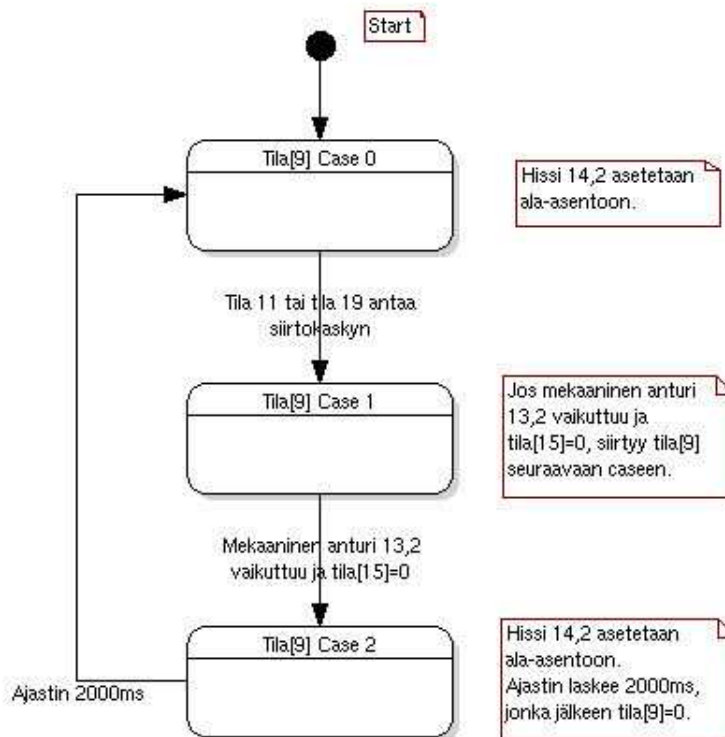 Start
Tila[9] Case 0
Hissi 14,2 asetetaan
ala-asentoon.
Tila 11 tai tila 19 antaa
siirtokaskyn
Tila[9] Case 1
Jos mekaaninen anturi
13,2 vaikuttuu ja
tila[15]=0, siirtyy tila[9]
seuraavaan caseen.
Mekaaninen anturi 13,2
vaikuttuu ja tila[15]=0
Tila[9] Case 2
Hissi 14,2 asetetaan
ala-asentoon.
Ajastin laskee 2000ms,
jonka jälkeen tila[9]=0.
Ajastin 2000ms